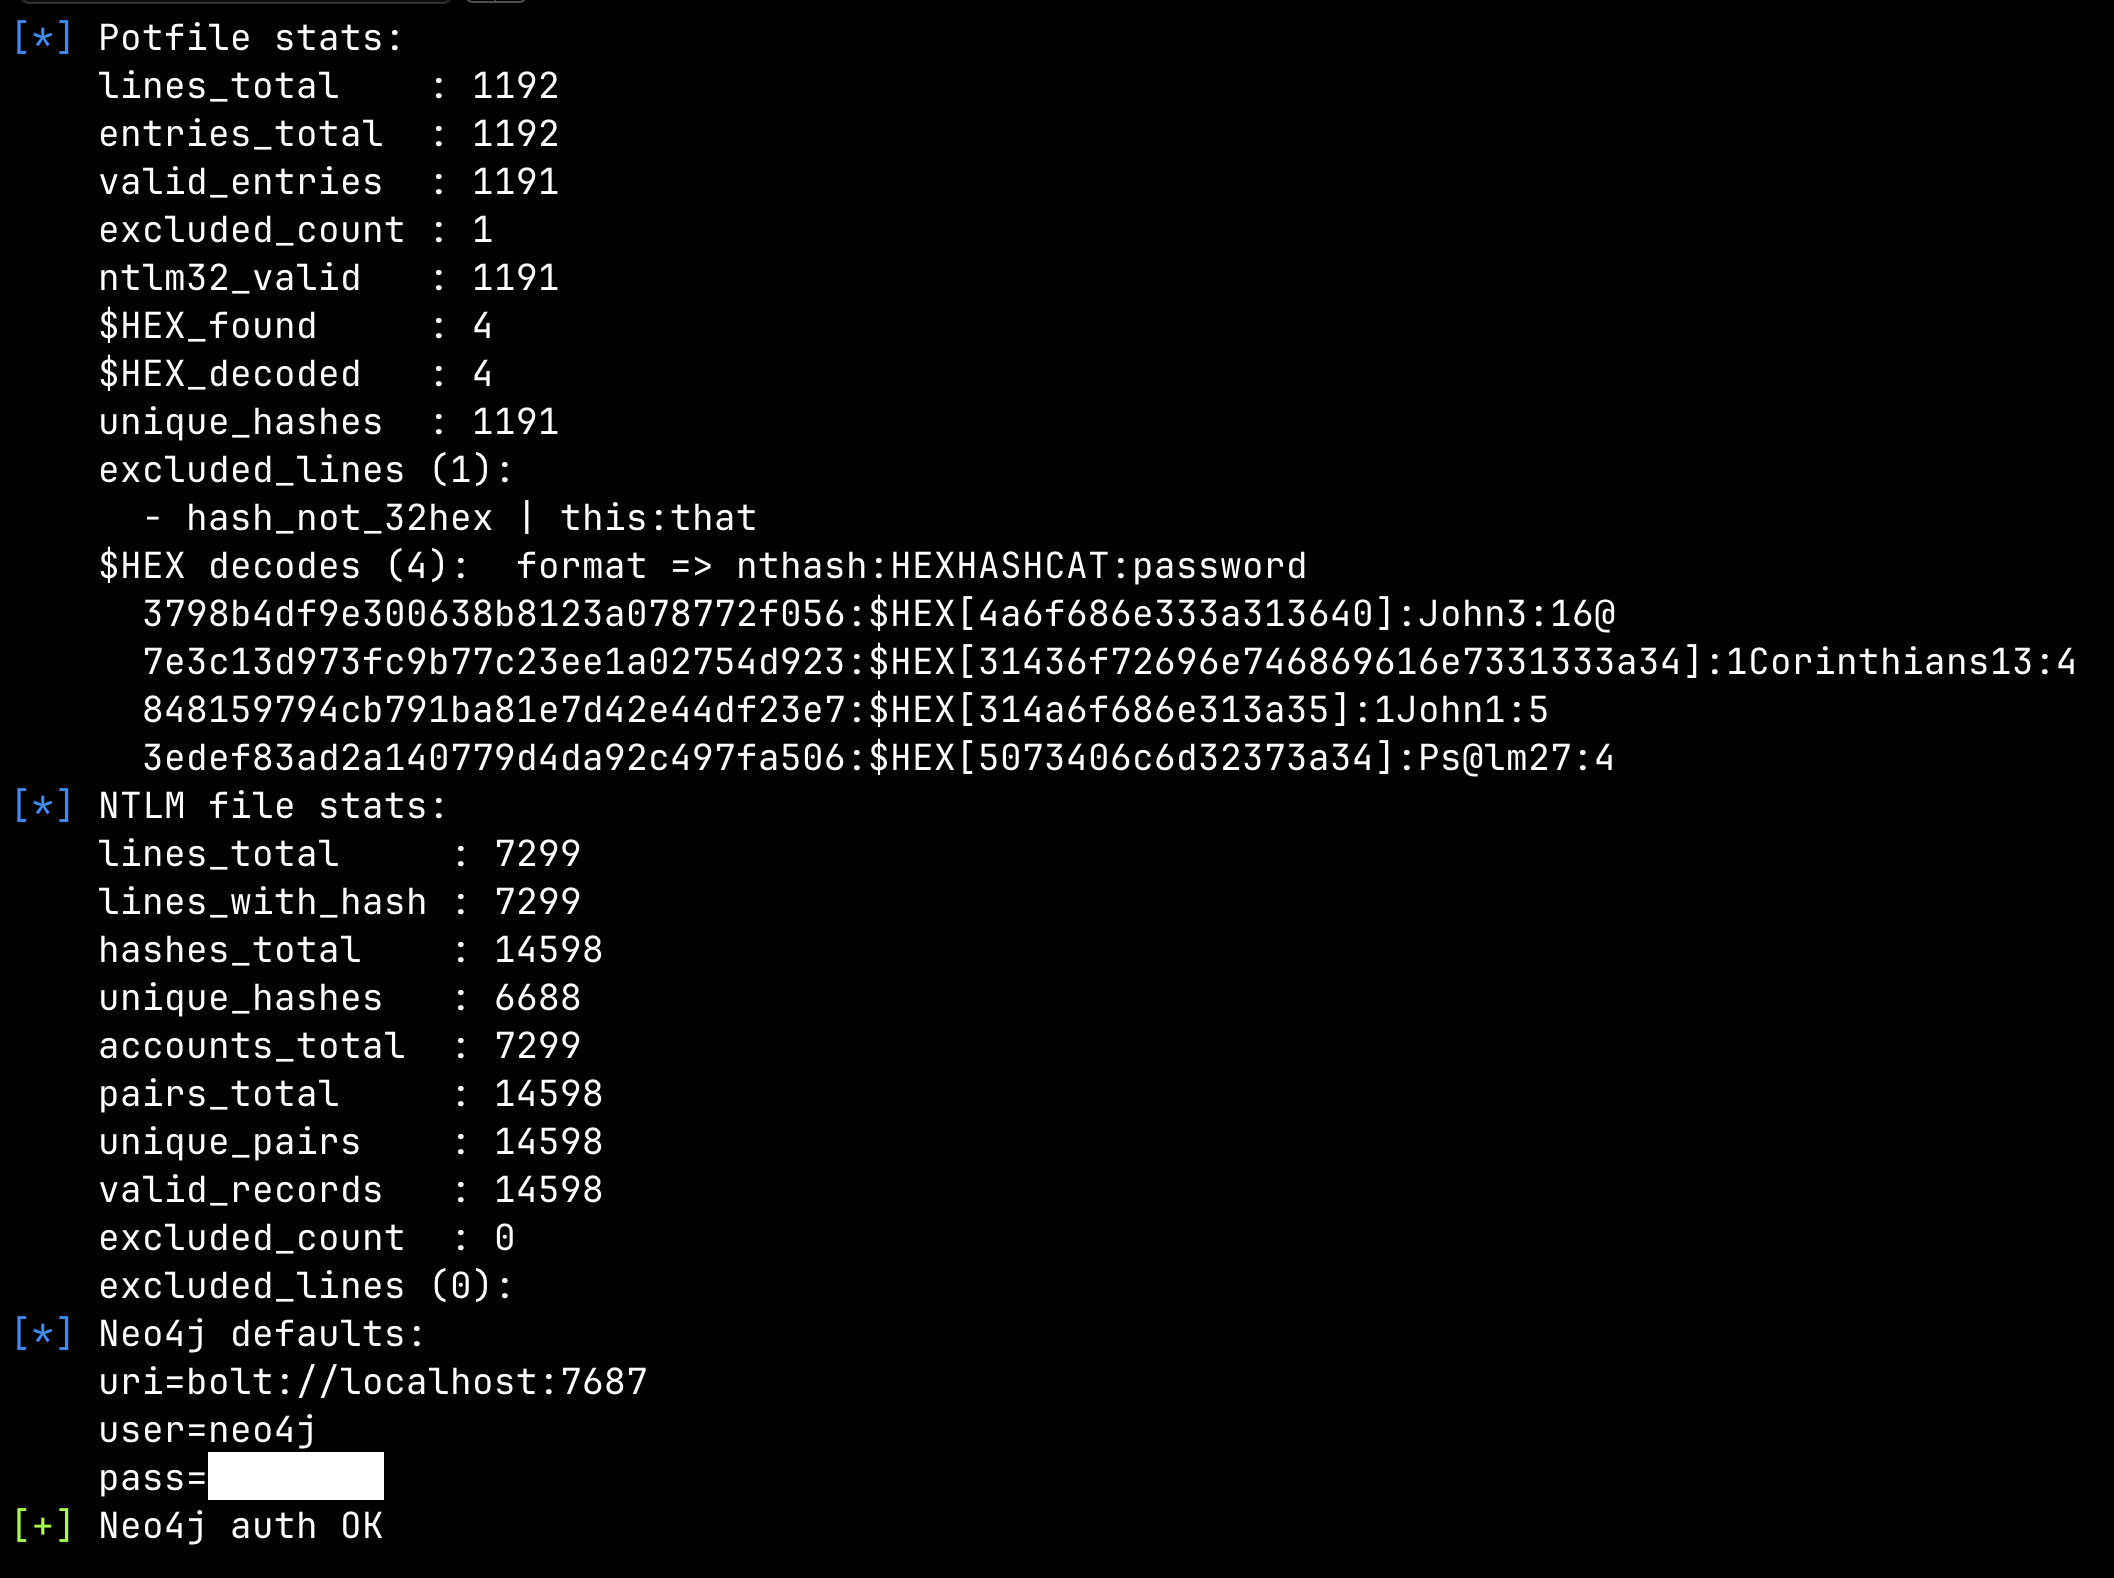 [*] Potfile stats:
    lines_total    : 1192
    entries_total  : 1192
    valid_entries  : 1191
    excluded_count : 1
    ntlm32_valid   : 1191
    $HEX_found     : 4
    $HEX_decoded   : 4
    unique_hashes  : 1191
    excluded_lines (1):
      - hash_not_32hex | this:that
    $HEX decodes (4):  format => nthash:HEXHASHCAT:password
      3798b4df9e300638b8123a078772f056:$HEX[4a6f686e333a313640]:John3:16@
      7e3c13d973fc9b77c23ee1a02754d923:$HEX[31436f72696e746869616e7331333a34]:1Corinthians13:4
      848159794cb791ba81e7d42e44df23e7:$HEX[314a6f686e313a35]:1John1:5
      3edef83ad2a140779d4da92c497fa506:$HEX[5073406c6d32373a34]:Ps@lm27:4
[*] NTLM file stats:
    lines_total     : 7299
    lines_with_hash : 7299
    hashes_total    : 14598
    unique_hashes   : 6688
    accounts_total  : 7299
    pairs_total     : 14598
    unique_pairs    : 14598
    valid_records   : 14598
    excluded_count  : 0
    excluded_lines (0):
[*] Neo4j defaults:
    uri=bolt://localhost:7687
    user=neo4j
    pass=
[+] Neo4j auth OK